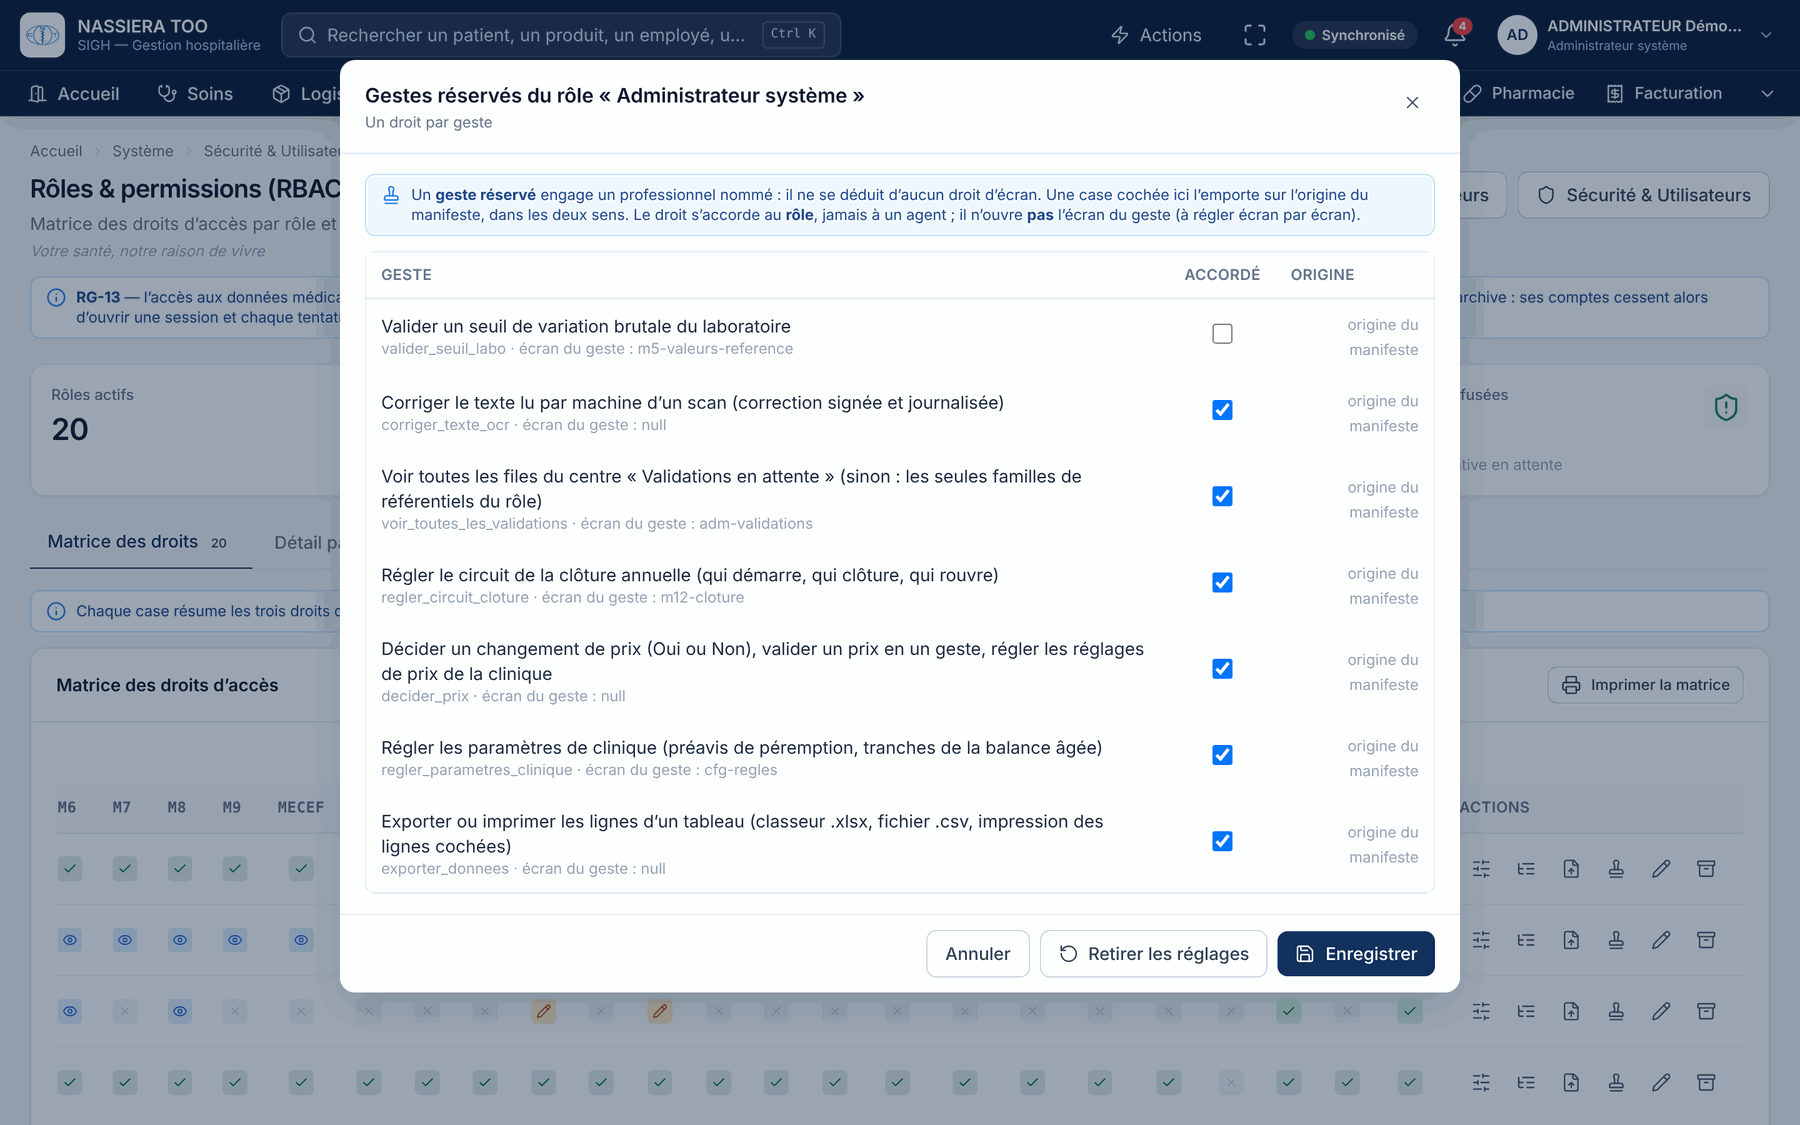 NASSIERA TOO
SIGH — Gestion hospitalière
Rechercher un patient, un produit, un employé, u...
Ctrl K
Actions
Synchronisé
4
AD
ADMINISTRATEUR Démo...
Administrateur système
Accueil
Soins
Logis
Pharmacie
Facturation
Accueil
Système
Sécurité & Utilisateu
Rôles & permissions (RBAC
Matrice des droits d’accès par rôle et
Votre santé, notre raison de vivre
eurs
Sécurité & Utilisateurs
RG-13 — l’accès aux données médica
d’ouvrir une session et chaque tentati
archive : ses comptes cessent alors
Rôles actifs
20
fusées
tive en attente
Matrice des droits 20
Détail pa
Chaque case résume les trois droits d
Matrice des droits d’accès
Imprimer la matrice
M6 M7 M8 M9 MECEF
ACTIONS
Gestes réservés du rôle « Administrateur système »
Un droit par geste
Un geste réservé engage un professionnel nommé : il ne se déduit d’aucun droit d’écran. Une case cochée ici l’emporte sur l’origine du
manifeste, dans les deux sens. Le droit s’accorde au rôle, jamais à un agent ; il n’ouvre pas l’écran du geste (à régler écran par écran).
GESTE ACCORDÉ ORIGINE
Valider un seuil de variation brutale du laboratoire
valider_seuil_labo · écran du geste : m5-valeurs-reference
origine du
manifeste
Corriger le texte lu par machine d’un scan (correction signée et journalisée)
corriger_texte_ocr · écran du geste : null
origine du
manifeste
Voir toutes les files du centre « Validations en attente » (sinon : les seules familles de
référentiels du rôle)
voir_toutes_les_validations · écran du geste : adm-validations
origine du
manifeste
Régler le circuit de la clôture annuelle (qui démarre, qui clôture, qui rouvre)
regler_circuit_cloture · écran du geste : m12-cloture
origine du
manifeste
Décider un changement de prix (Oui ou Non), valider un prix en un geste, régler les réglages
de prix de la clinique
decider_prix · écran du geste : null
origine du
manifeste
Régler les paramètres de clinique (préavis de péremption, tranches de la balance âgée)
regler_parametres_clinique · écran du geste : cfg-regles
origine du
manifeste
Exporter ou imprimer les lignes d’un tableau (classeur .xlsx, fichier .csv, impression des
lignes cochées)
exporter_donnees · écran du geste : null
origine du
manifeste
Annuler
Retirer les réglages
Enregistrer